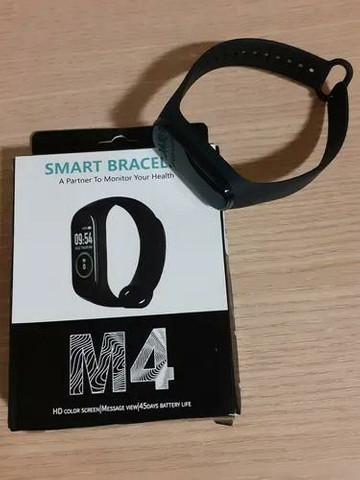 SMART BRACEL
A Partner To Monitor Your Health
09:54
M4
HD COLOR SCREEN|MESSAGE VIEW|45DAYS BATTERY LIFE